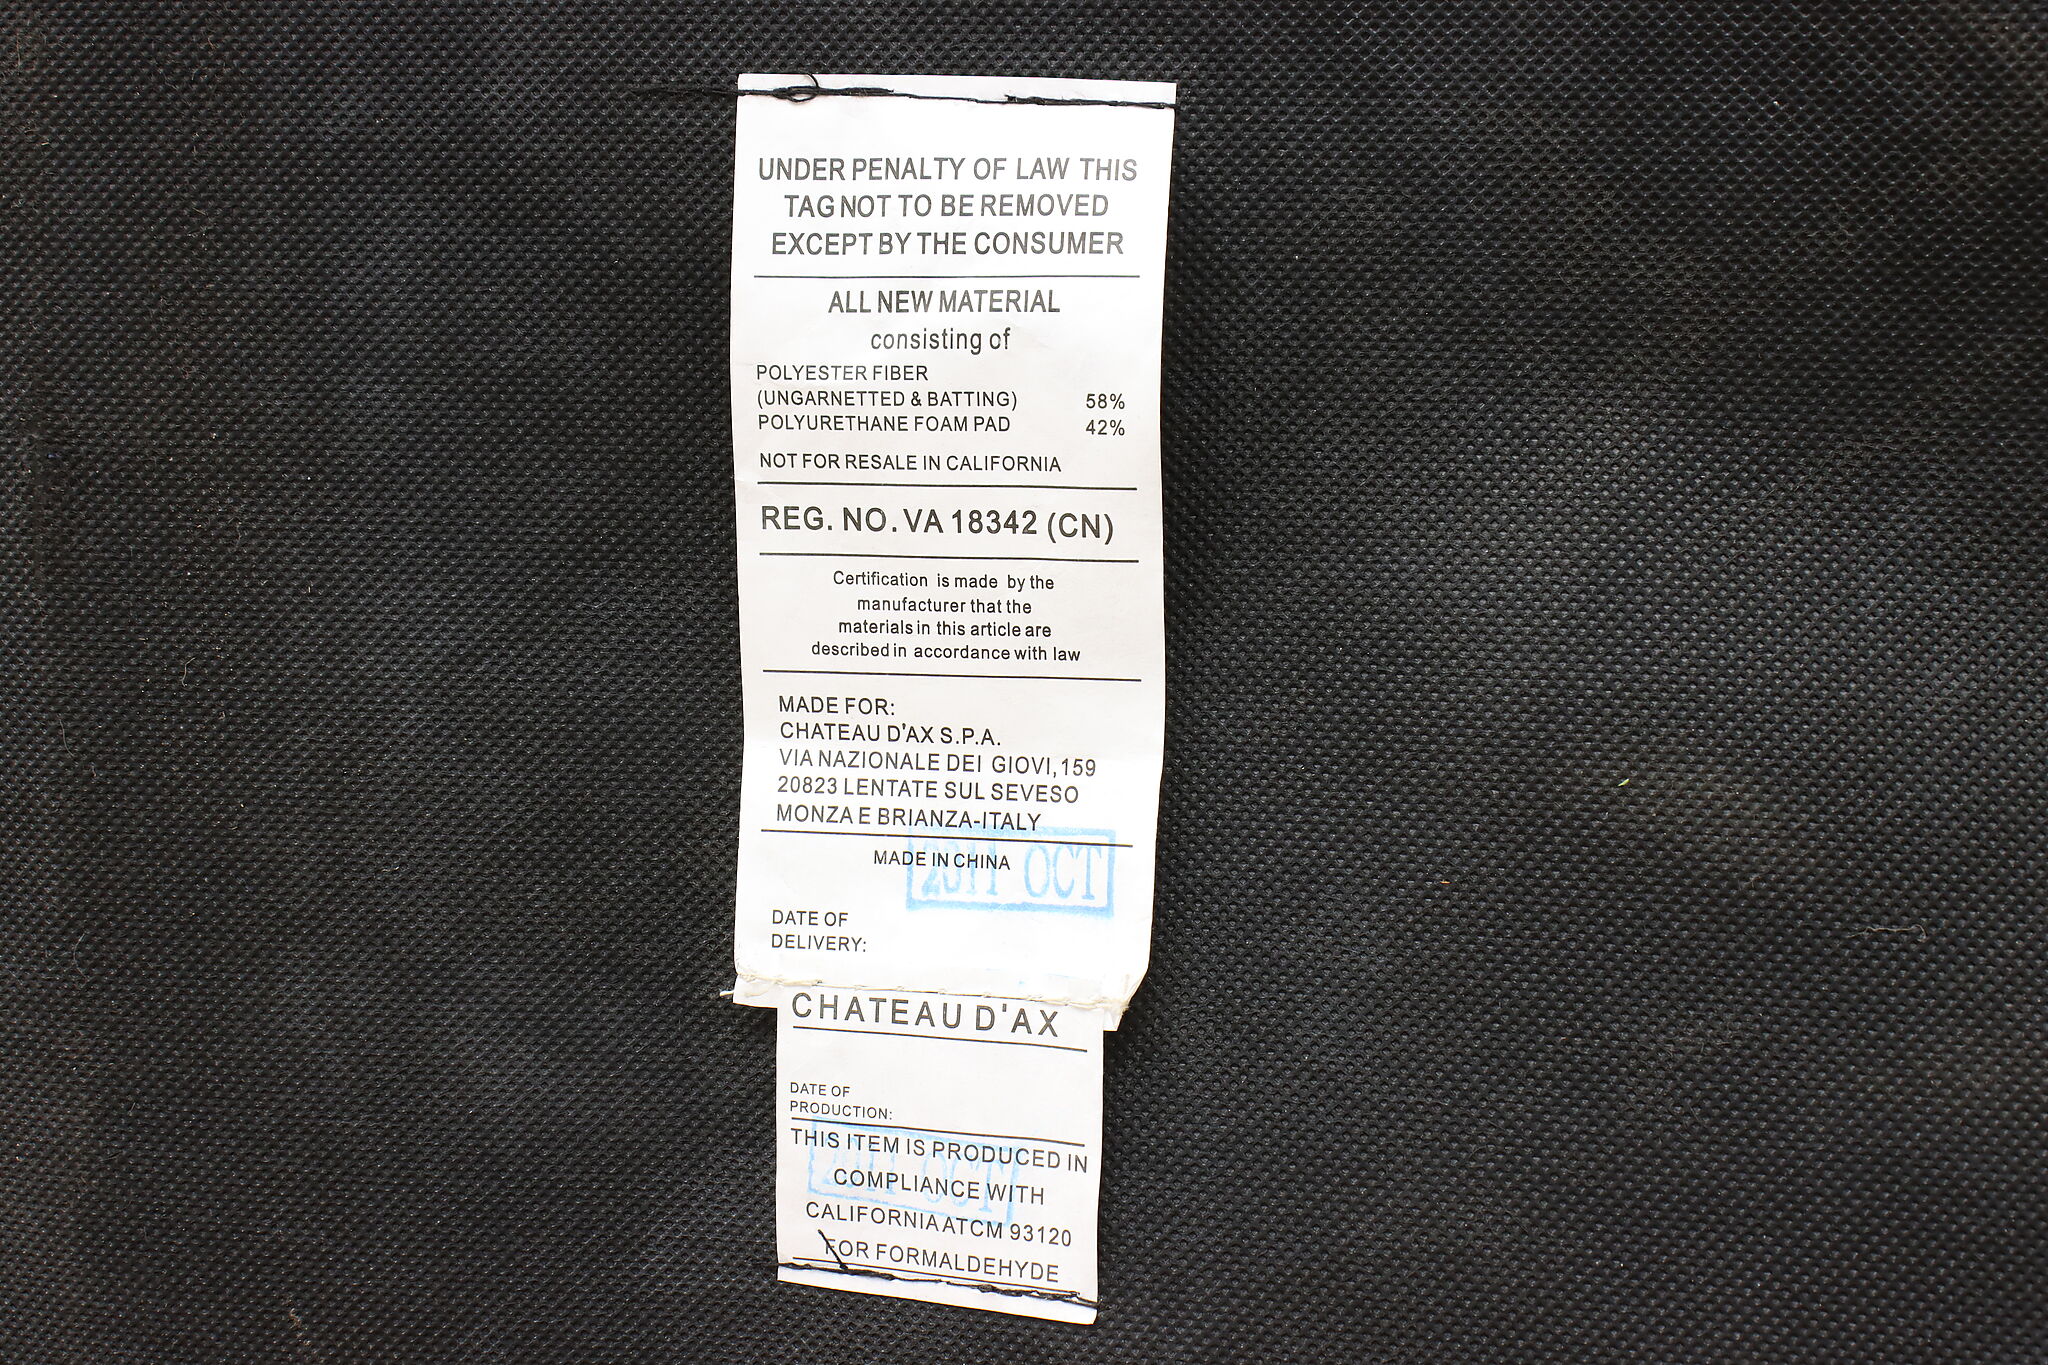 UNDER PENALTY OF LAW THIS
TAG NOT TO BE REMOVED
EXCEPT BY THE CONSUMER
ALL NEW MATERIAL
consisting of
POLYESTER FIBER
(UNGARNETTED & BATTING) 58%
POLYURETHANE FOAM PAD 42%
NOT FOR RESALE IN CALIFORNIA
REG. NO. VA 18342 (CN)
Certification is made by the
manufacturer that the
materials in this article are
described in accordance with law
MADE FOR:
CHATEAU D'AX S.P.A.
VIA NAZIONALE DEI GIOVI,159
20823 LENTATE SUL SEVESO
MONZA E BRIANZA-ITALY
MADE IN CHINA
2011 OCT
DATE OF
DELIVERY:
CHATEAU D'AX
DATE OF
PRODUCTION:
THIS ITEM IS PRODUCED IN
2011 OCT
COMPLIANCE WITH
CALIFORNIA ATCM 93120
FOR FORMALDEHYDE